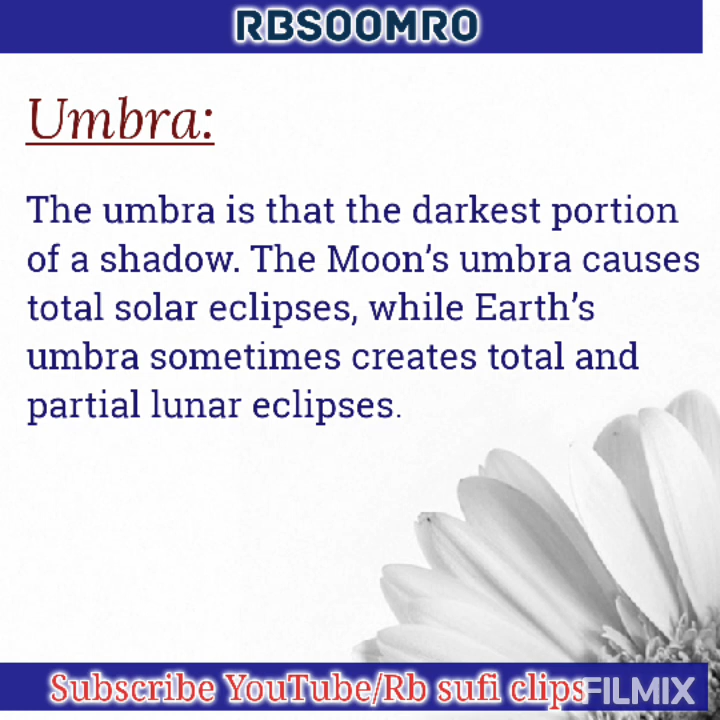 RBSOOMRO
Umbra:
The umbra is that the darkest portion
of a shadow. The Moon’s umbra causes
total solar eclipses, while Earth’s
umbra sometimes creates total and
partial lunar eclipses.
Subscribe YouTube/Rb sufi clips
FILMIX